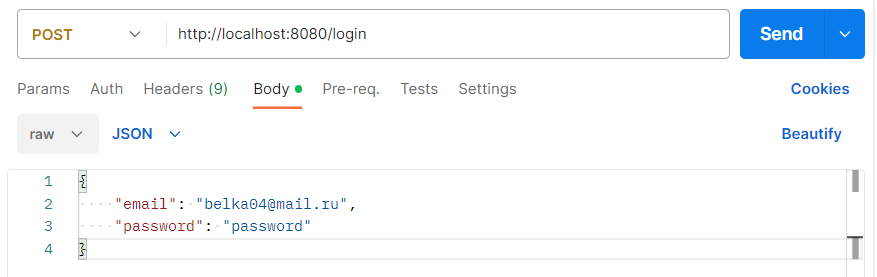 POST http://localhost:8080/login Send
Params Auth Headers (9) Body Pre-req. Tests Settings Cookies
raw JSON Beautify
1 {
2 ····"email":·"belka04@mail.ru",
3 ····"password":·"password"
4 }